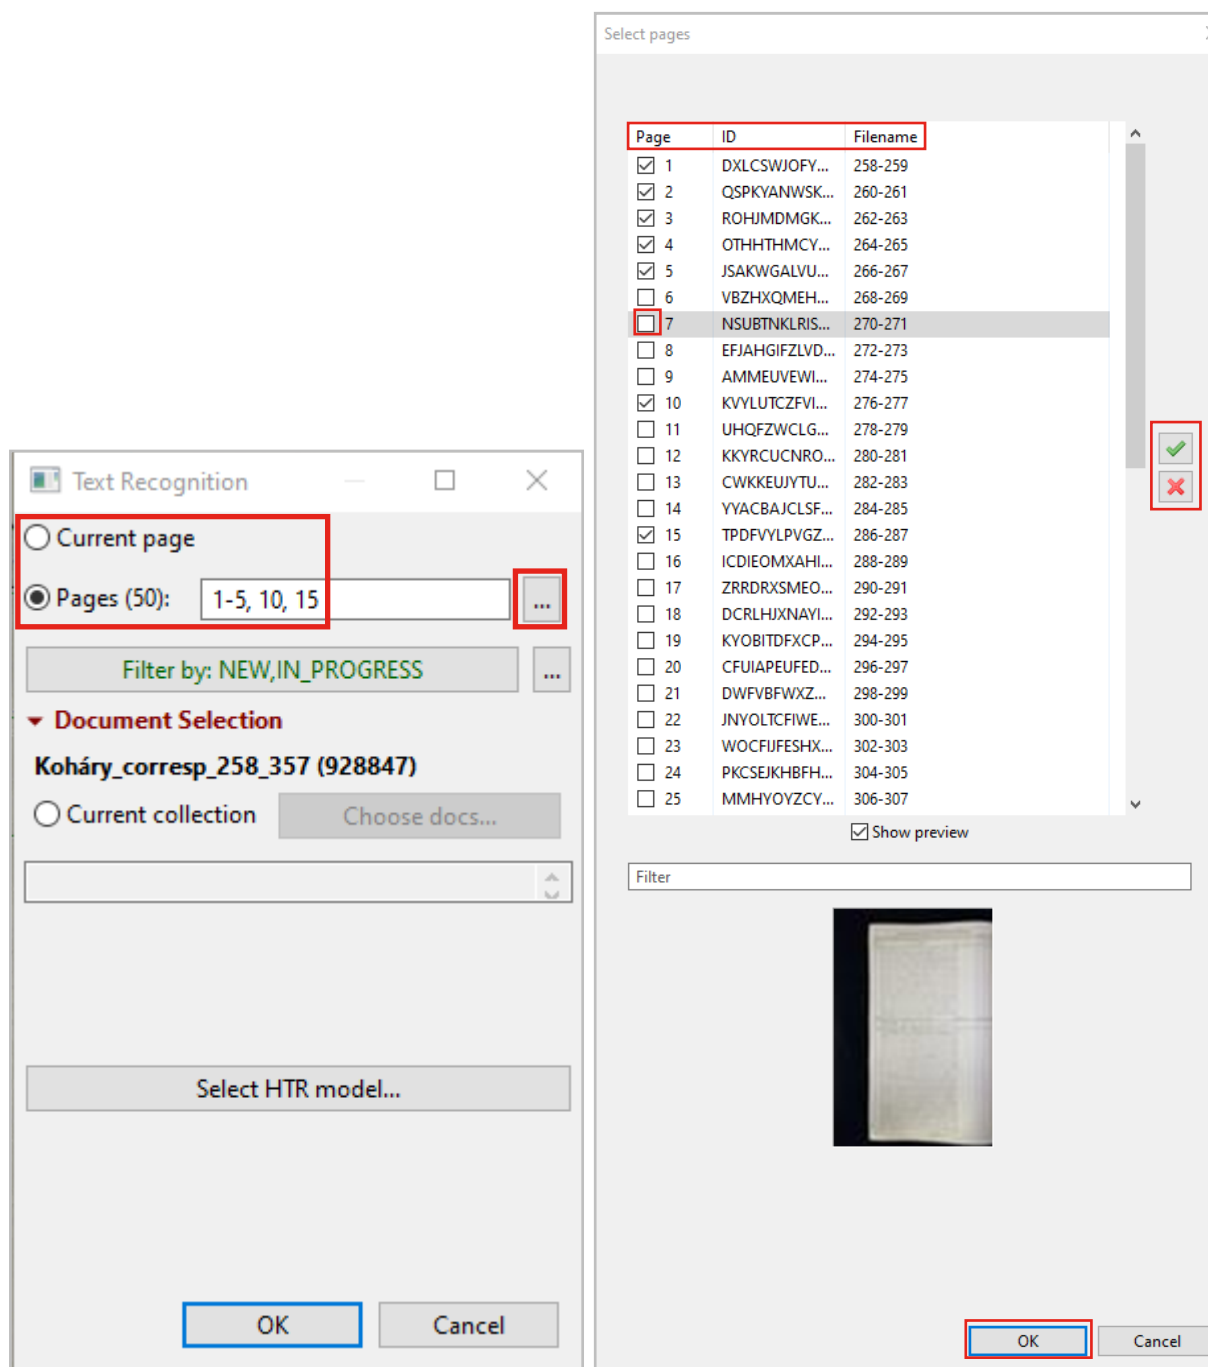 Text Recognition
Current page
Pages (50): 1-5, 10, 15 ...
Filter by: NEW,IN_PROGRESS ...
Document Selection
Koháry_corresp_258_357 (928847)
Current collection Choose docs...
Select HTR model...
OK Cancel
Select pages
Page ID Filename
1 DXLCSWJOFY... 258-259
2 QSPKYANWSK... 260-261
3 ROHJMDMGK... 262-263
4 OTHHTHMCY... 264-265
5 JSAKWGALVU... 266-267
6 VBZHXQMEH... 268-269
7 NSUBTNKLRIS... 270-271
8 EFJAHGIFZLVD... 272-273
9 AMMEUVEWI... 274-275
10 KVYLUTCZFVI... 276-277
11 UHQFZWCLG... 278-279
12 KKYRCUCNRO... 280-281
13 CWKKEUJYTU... 282-283
14 YYACBAJCLSF... 284-285
15 TPDFVYLPVGZ... 286-287
16 ICDIEOMXAHI... 288-289
17 ZRRDRXSMEO... 290-291
18 DCRLHJXNAYI... 292-293
19 KYOBITDFXCP... 294-295
20 CFUIAPEUFED... 296-297
21 DWFVBFWXZ... 298-299
22 JNYOLTCFIWE... 300-301
23 WOCFIJFESHX... 302-303
24 PKCSEJKHBFH... 304-305
25 MMHYOYZCY... 306-307
Show preview
Filter
OK Cancel